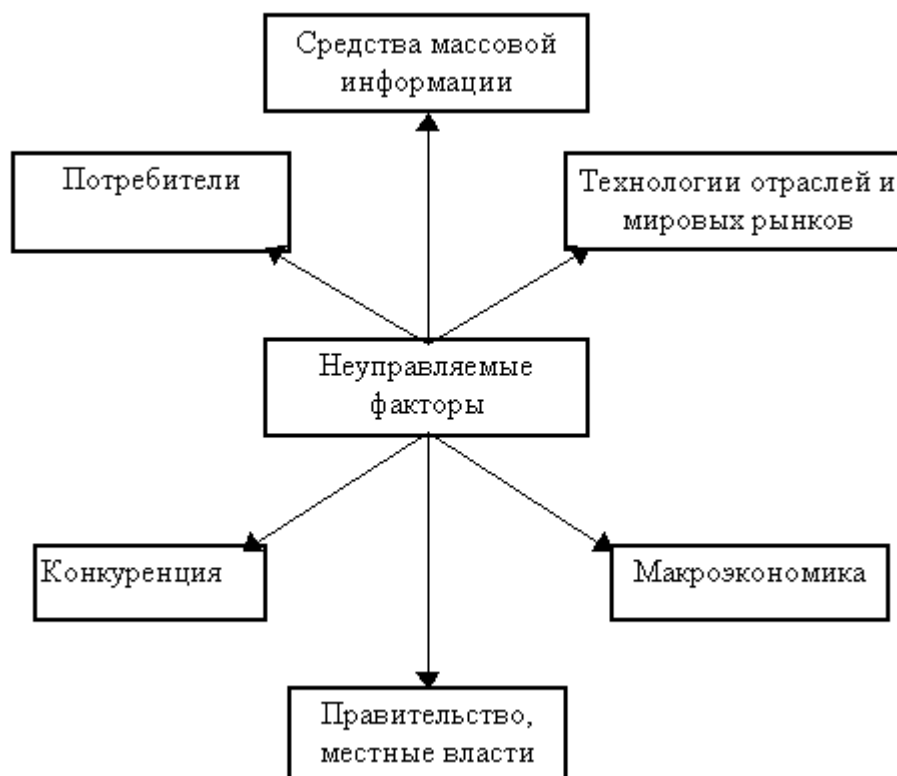 Средства массовой
информации
Потребители
Технологии отраслей и
мировых рынков
Неуправляемые
факторы
Конкуренция
Макроэкономика
Правительство,
местные власти